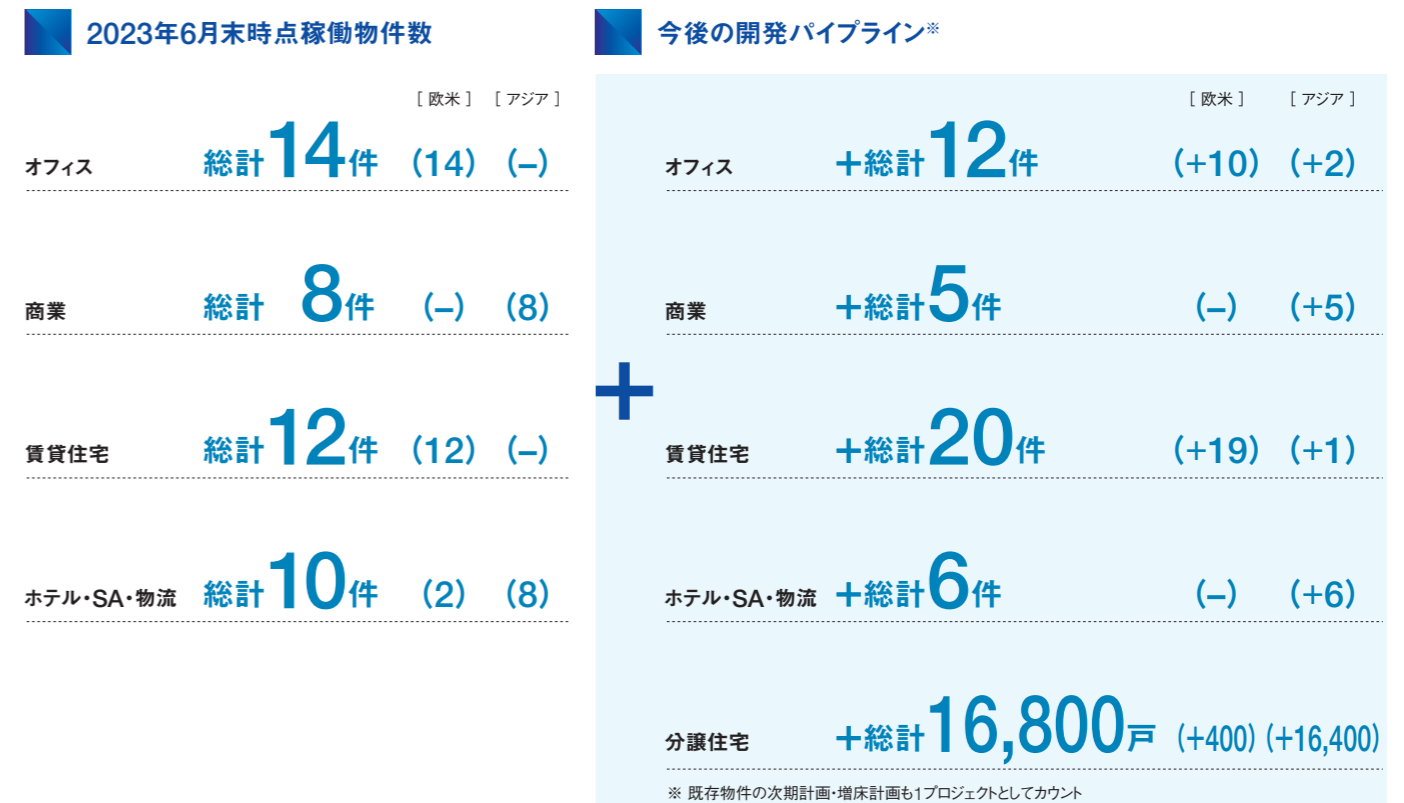 2023年6月末時点稼働物件数
[ 欧米 ] [ アジア ]
オフィス 総計14件 (14) (–)
商業 総計 8件 (–) (8)
賃貸住宅 総計12件 (12) (–)
ホテル・SA・物流 総計10件 (2) (8)
+
今後の開発パイプライン※
[ 欧米 ] [ アジア ]
オフィス +総計12件 (+10) (+2)
商業 +総計5件 (–) (+5)
賃貸住宅 +総計20件 (+19) (+1)
ホテル・SA・物流 +総計6件 (–) (+6)
分譲住宅 +総計16,800戸 (+400) (+16,400)
※ 既存物件の次期計画・増床計画も1プロジェクトとしてカウント